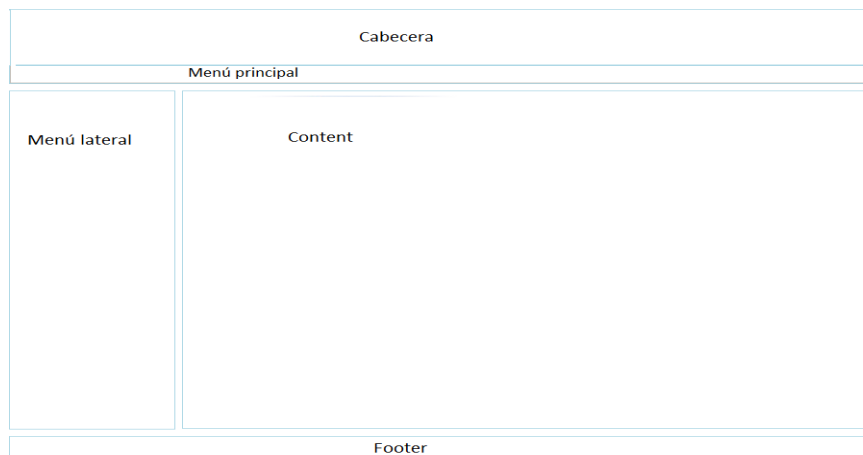 Cabecera
Menú principal
Menú lateral
Content
Footer